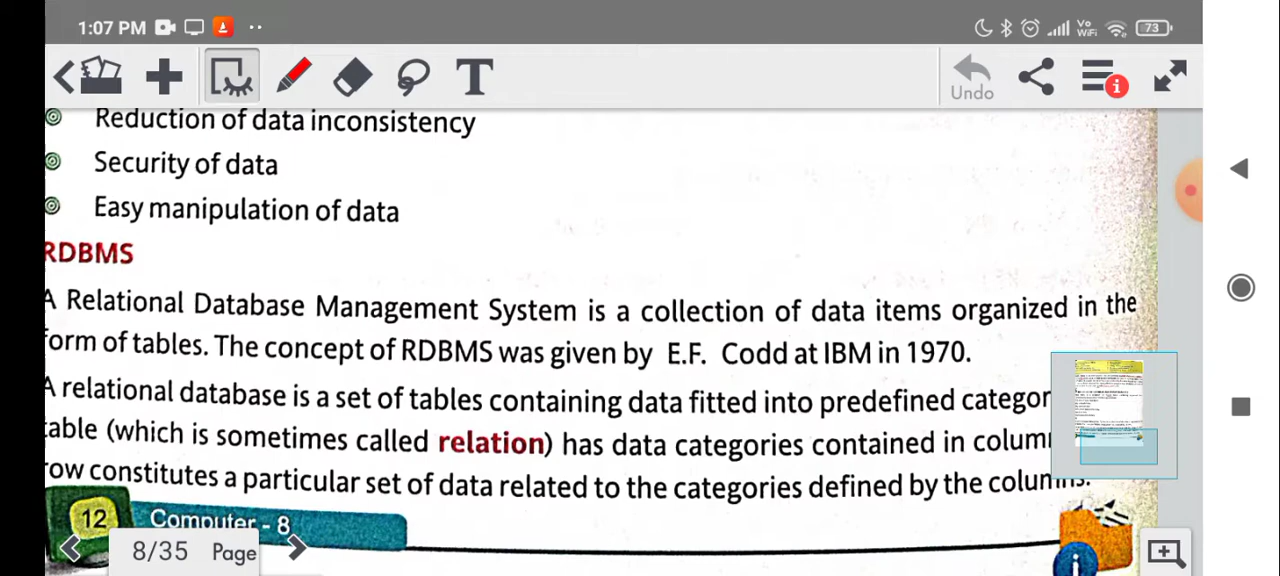 1:07 PM
Vo WiFi 73
T
Undo
Reduction of data inconsistency
Security of data
Easy manipulation of data
RDBMS
A Relational Database Management System is a collection of data items organized in the
form of tables. The concept of RDBMS was given by E.F. Codd at IBM in 1970.
A relational database is a set of tables containing data fitted into predefined categor
table (which is sometimes called relation) has data categories contained in colum
row constitutes a particular set of data related to the categories defined by the columns.
12 Computer - 8
8/35 Page